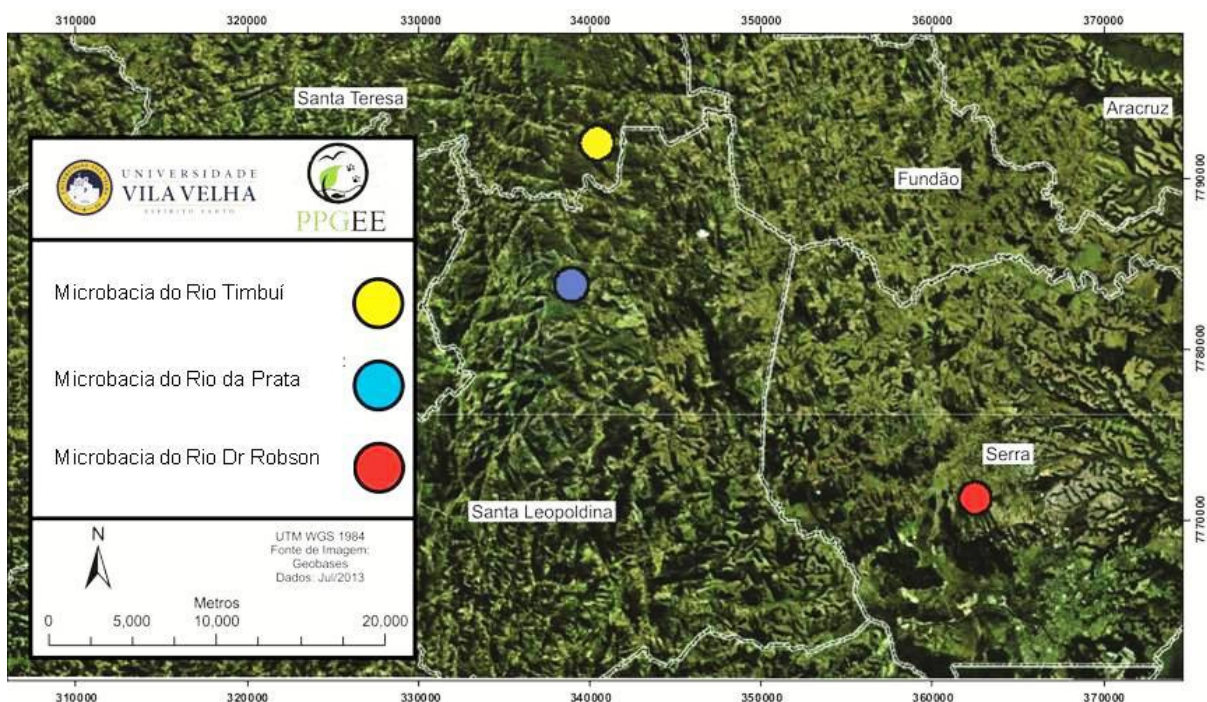 310000 320000 330000 340000 350000 360000 370000
Santa Teresa
Aracruz
Fundão
7790000
UNIVERSIDADE
VILA VELHA
ESPÍRITO SANTO
PPGEE
Microbacia do Rio Timbuí
7780000
Microbacia do Rio da Prata
Microbacia do Rio Dr Robson
Serra
Santa Leopoldina
7770000
N
UTM WGS 1984
Fonte de Imagem:
Geobases
Dados: Jul/2013
Metros
0 5,000 10,000 20,000
310000 320000 330000 340000 350000 360000 370000